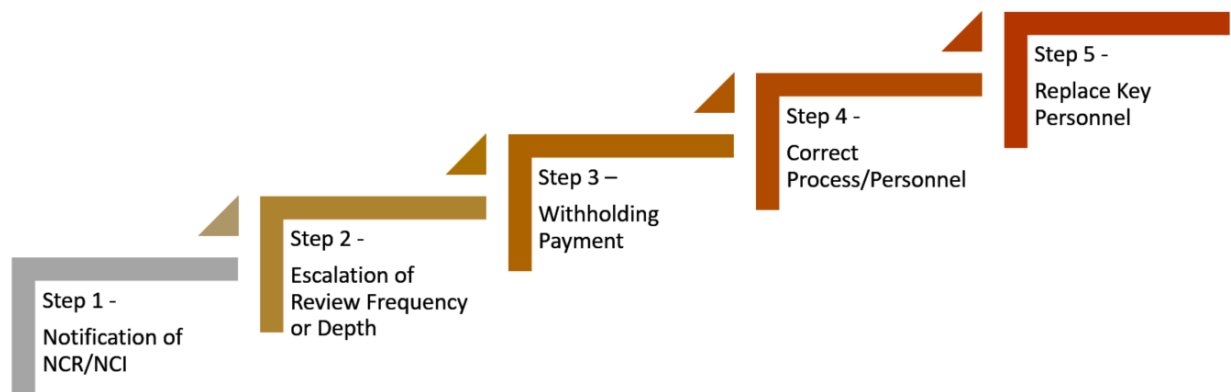 Step 1 -
Notification of
NCR/NCI
Step 2 -
Escalation of
Review Frequency
or Depth
Step 3 –
Withholding
Payment
Step 4 -
Correct
Process/Personnel
Step 5 -
Replace Key
Personnel